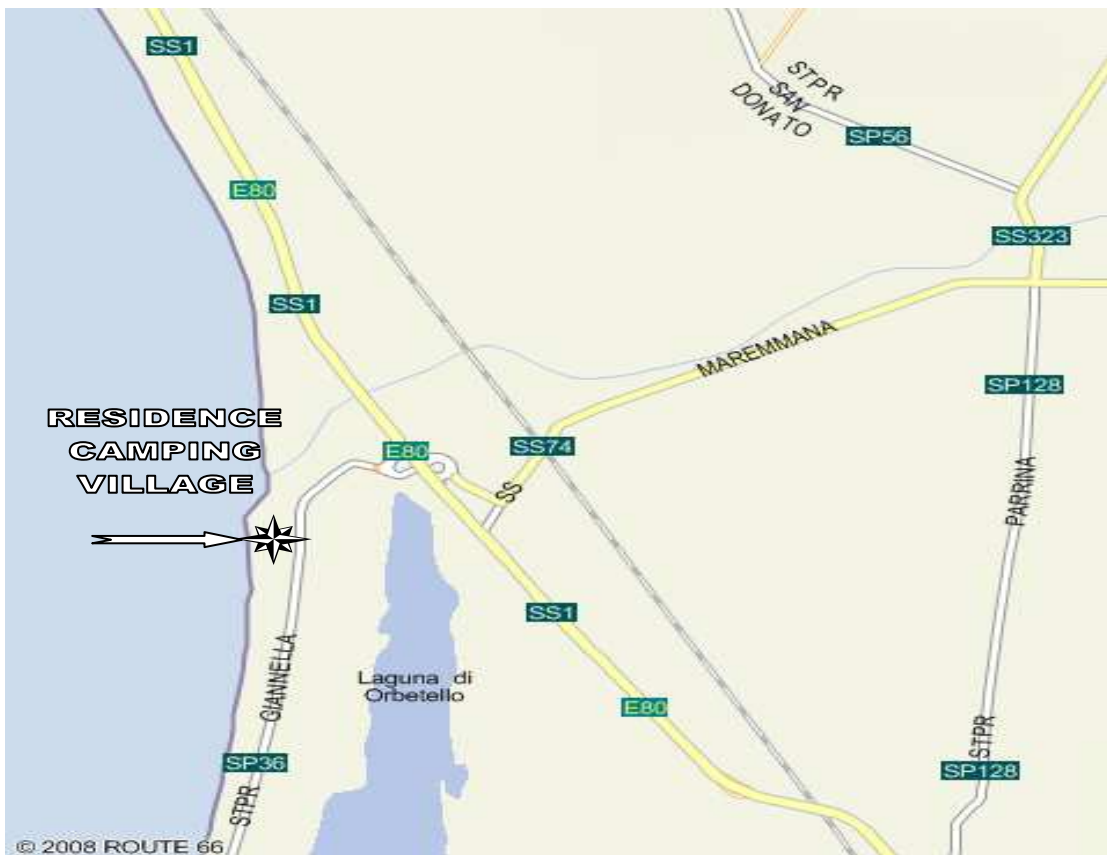 SS1
STPR
SAN
DONATO
SP56
E80
SS323
SS1
MAREMMANA
SP128
RESIDENCE
CAMPING
VILLAGE
E80
SS74
SS
PARRINA
SS1
GIANNELLA
Laguna di
Orbetello
E80
STPR
SP36
SP128
STPR
© 2008 ROUTE 66